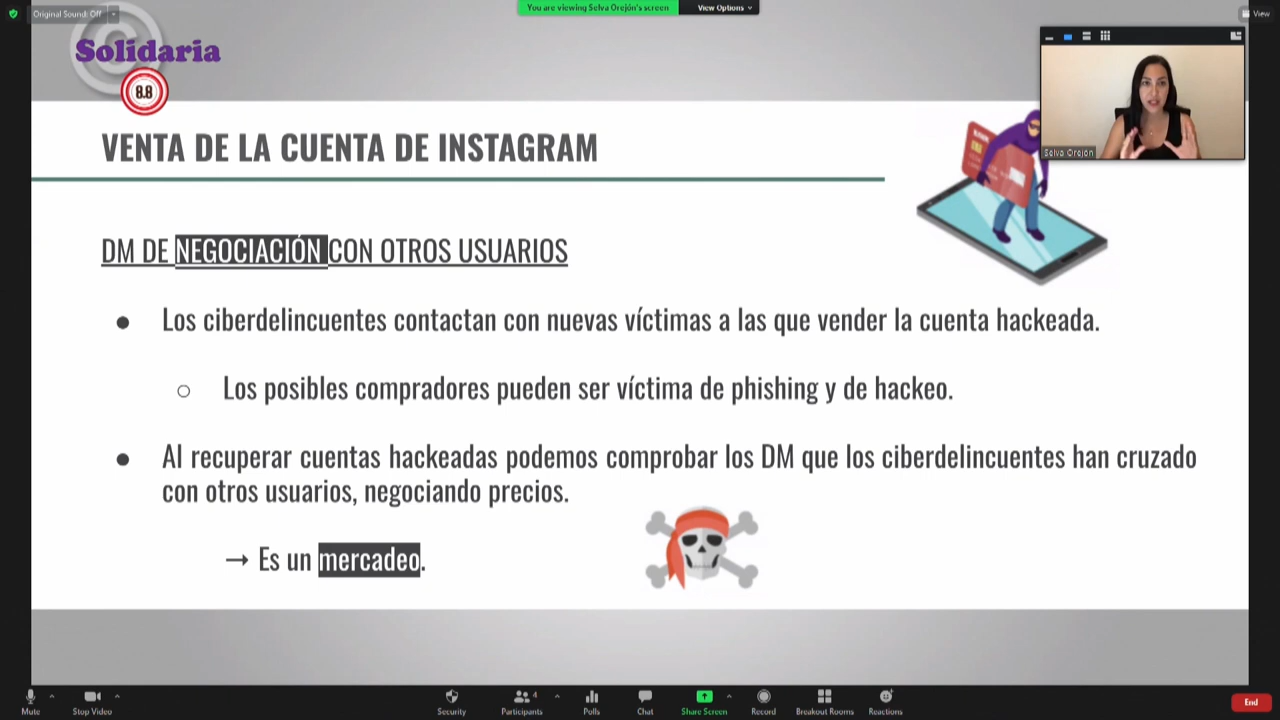 Original Sound: Off
You are viewing Selva Orejón's screen
View Options
View
Solidaria
8.8
Selva Orejón
VENTA DE LA CUENTA DE INSTAGRAM
DM DE NEGOCIACIÓN CON OTROS USUARIOS
● Los ciberdelincuentes contactan con nuevas víctimas a las que vender la cuenta hackeada.
○ Los posibles compradores pueden ser víctima de phishing y de hackeo.
● Al recuperar cuentas hackeadas podemos comprobar los DM que los ciberdelincuentes han cruzado
con otros usuarios, negociando precios.
→ Es un mercadeo.
Mute
Stop Video
Security
Participants 4
Polls
Chat
Share Screen
Record
Breakout Rooms
Reactions
End